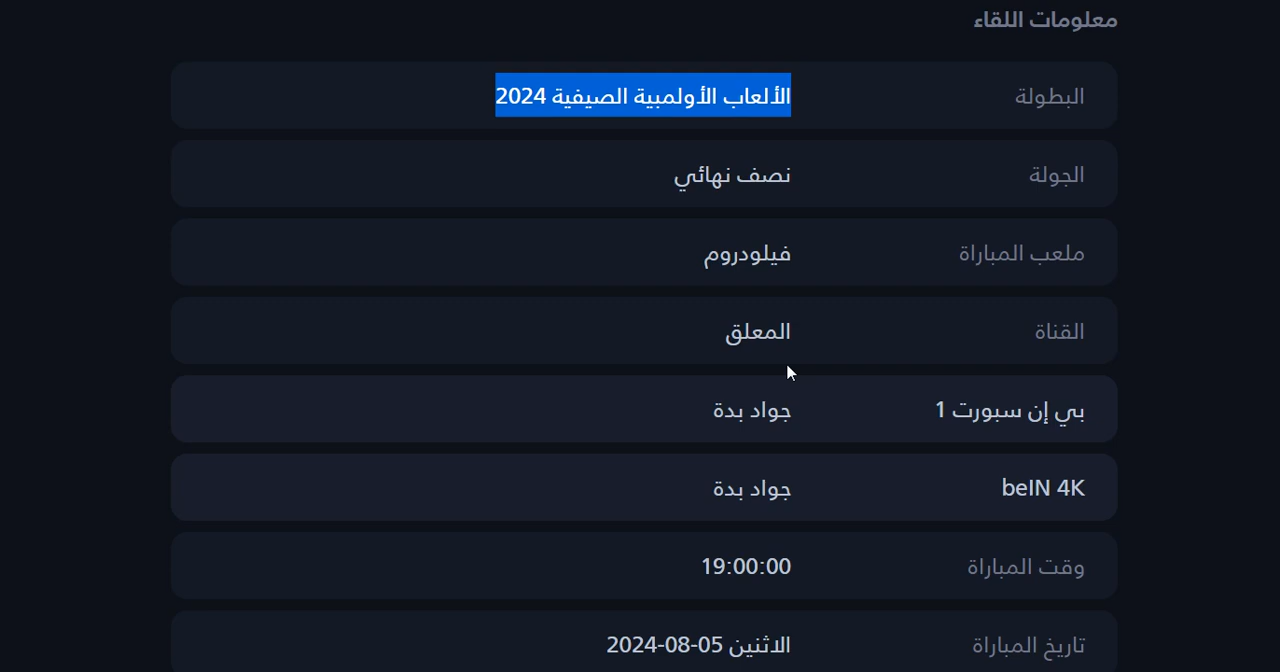 معلومات اللقاء
البطولة الألعاب الأولمبية الصيفية 2024
الجولة نصف نهائي
ملعب المباراة فيلودروم
القناة المعلق
بي إن سبورت 1 جواد بدة
beIN 4K جواد بدة
وقت المباراة 19:00:00
تاريخ المباراة الاثنين 05-08-2024